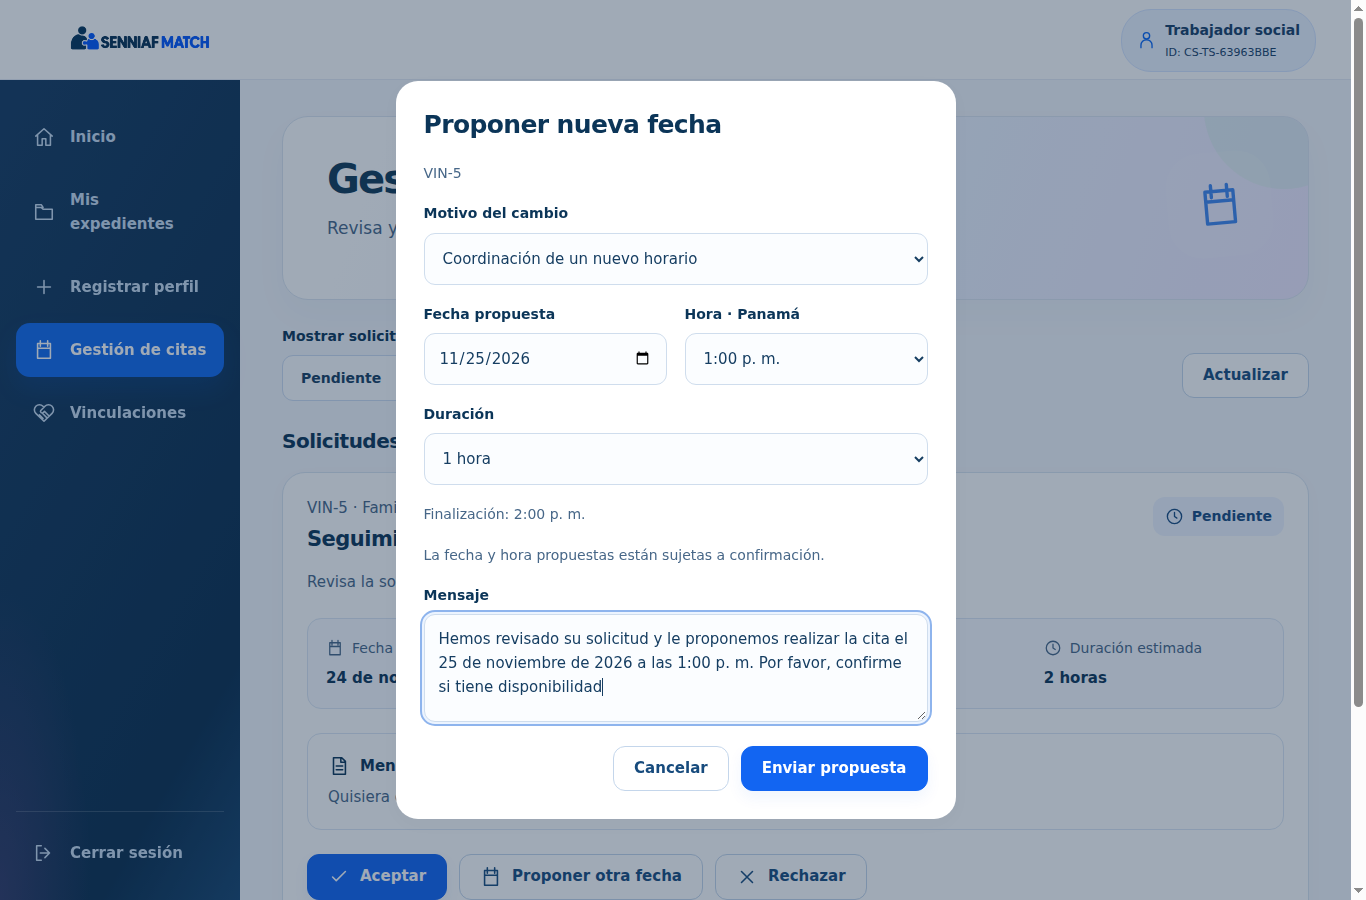 SENNIAF MATCH
Trabajador social
ID: CS-TS-63963BBE
Inicio
Mis
expedientes
Registrar perfil
Gestión de citas
Vinculaciones
Cerrar sesión
Revisa y
Mostrar solicit
Pendiente
Actualizar
Solicitudes
VIN-5 · Fami
Pendiente
Seguimi
Revisa la so
Fecha
24 de no
Duración estimada
2 horas
Men
Quisiera
Aceptar
Proponer otra fecha
Rechazar
Proponer nueva fecha
VIN-5
Motivo del cambio
Coordinación de un nuevo horario
Fecha propuesta
Hora · Panamá
11/25/2026
1:00 p. m.
Duración
1 hora
Finalización: 2:00 p. m.
La fecha y hora propuestas están sujetas a confirmación.
Mensaje
Hemos revisado su solicitud y le proponemos realizar la cita el
25 de noviembre de 2026 a las 1:00 p. m. Por favor, confirme
si tiene disponibilidad
Cancelar
Enviar propuesta